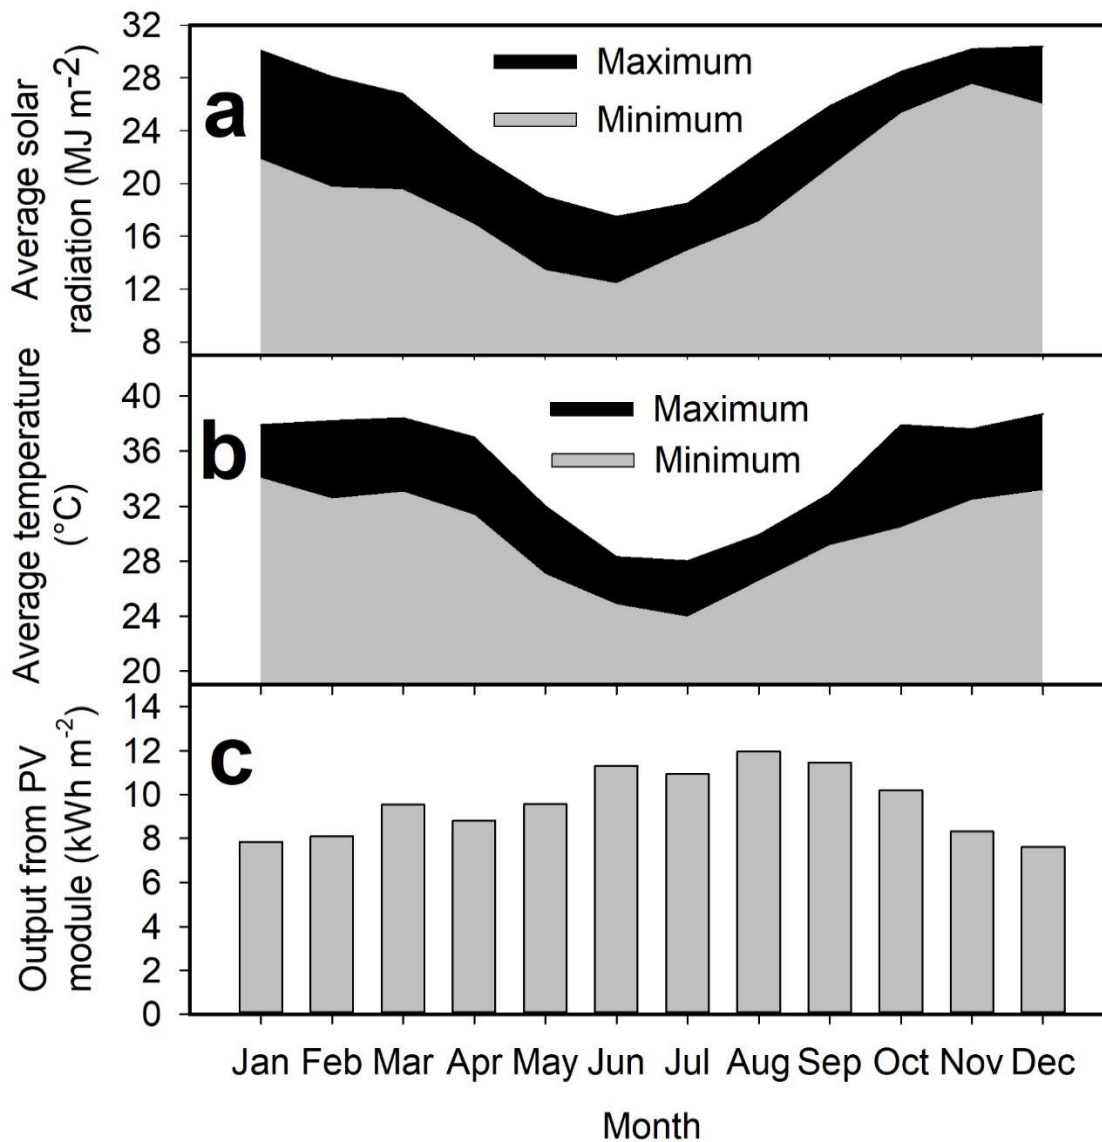 Average solar
radiation (MJ m⁻²)
32
28
24
20
16
12
8
a
Maximum
Minimum
Average temperature
(°C)
40
36
32
28
24
20
b
Maximum
Minimum
Output from PV
module (kWh m⁻²)
14
12
10
8
6
4
2
0
c
Jan Feb Mar Apr May Jun Jul Aug Sep Oct Nov Dec
Month